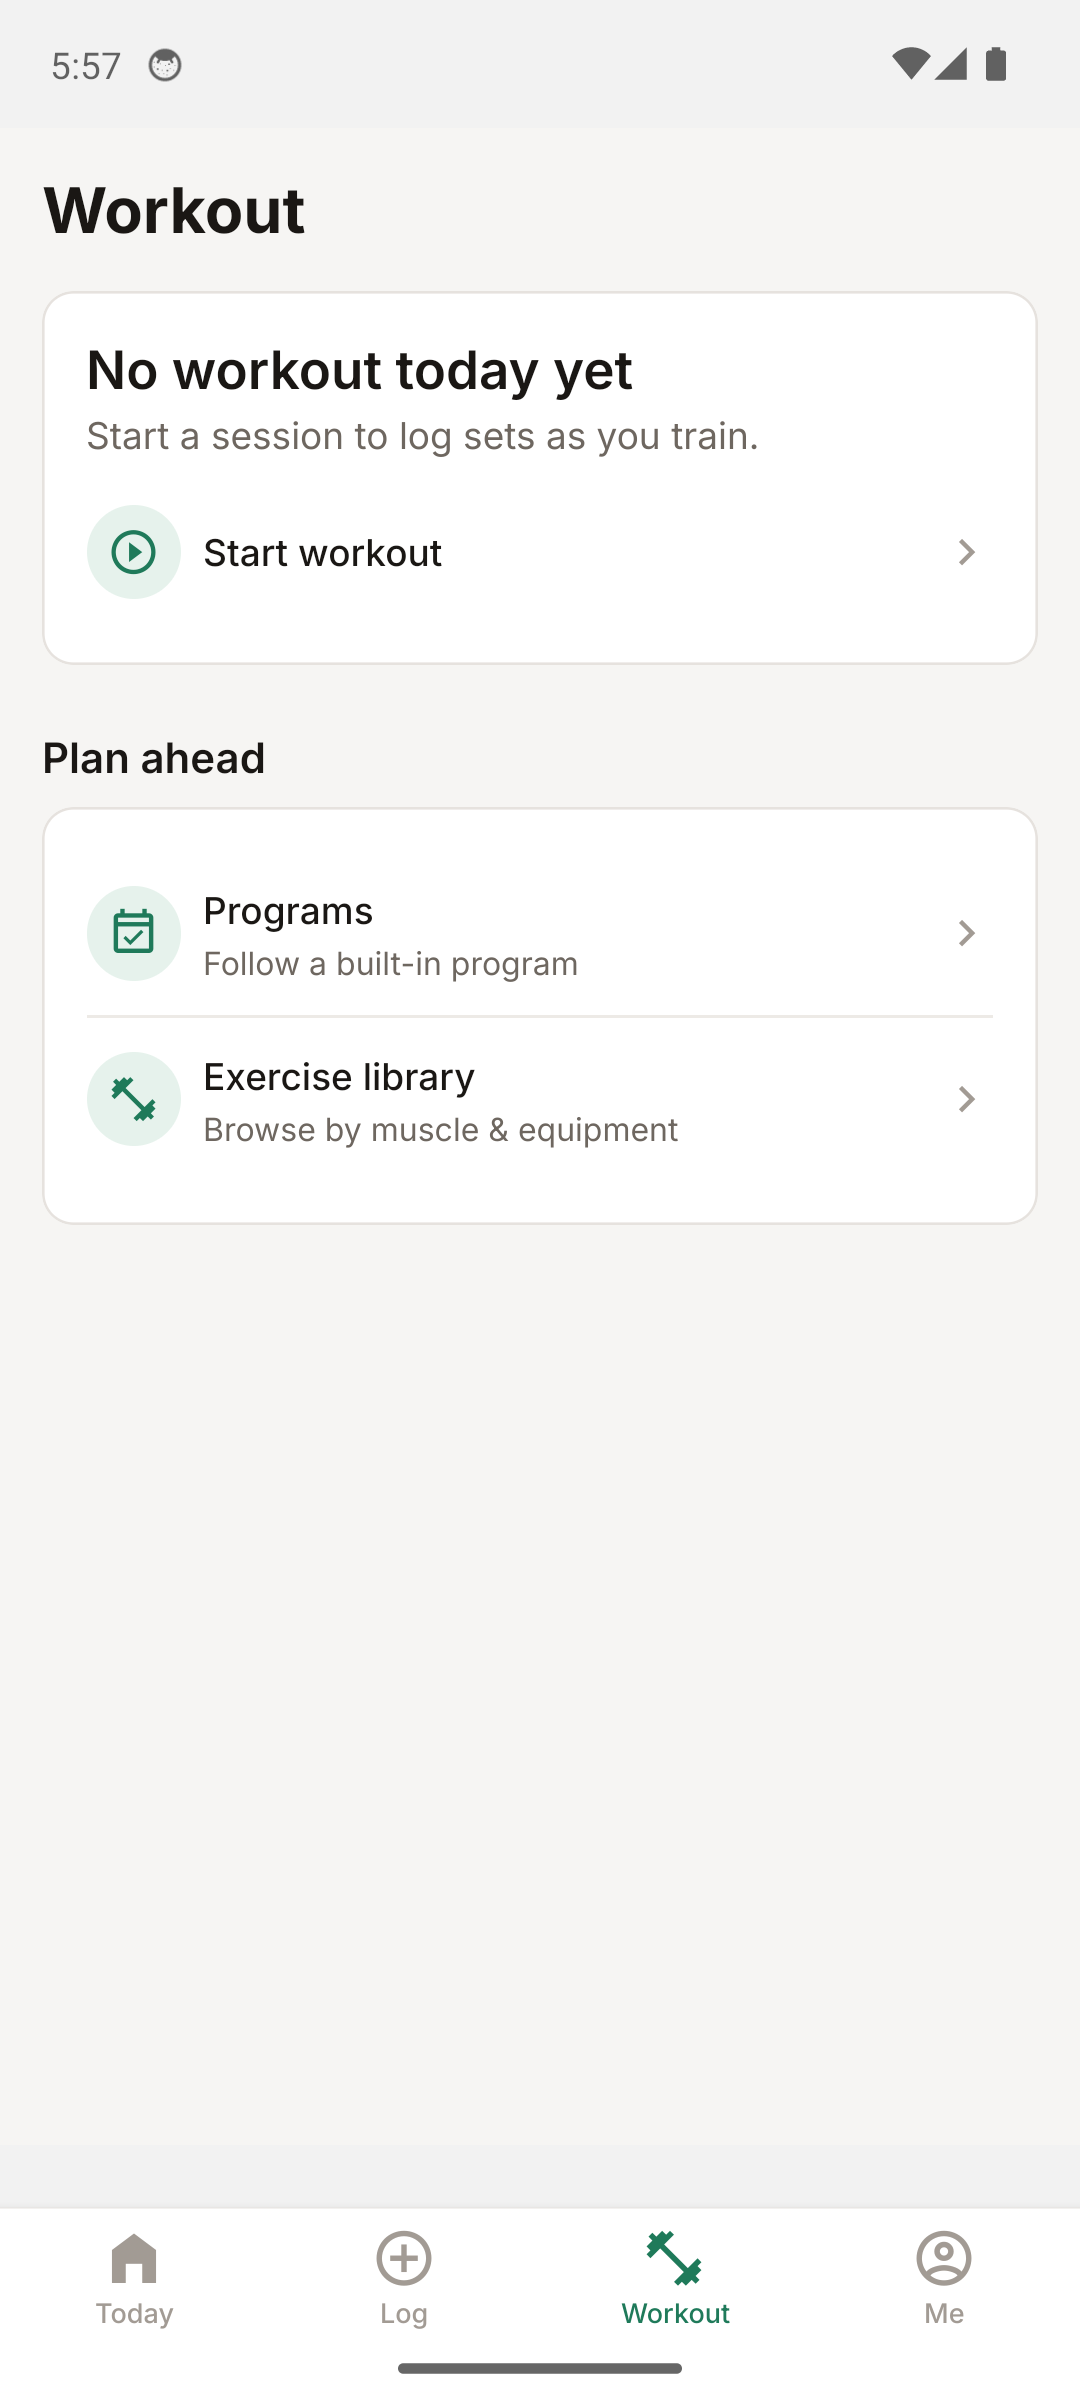 5:57
Workout
No workout today yet
Start a session to log sets as you train.
Start workout
Plan ahead
Programs
Follow a built-in program
Exercise library
Browse by muscle & equipment
Today
Log
Workout
Me